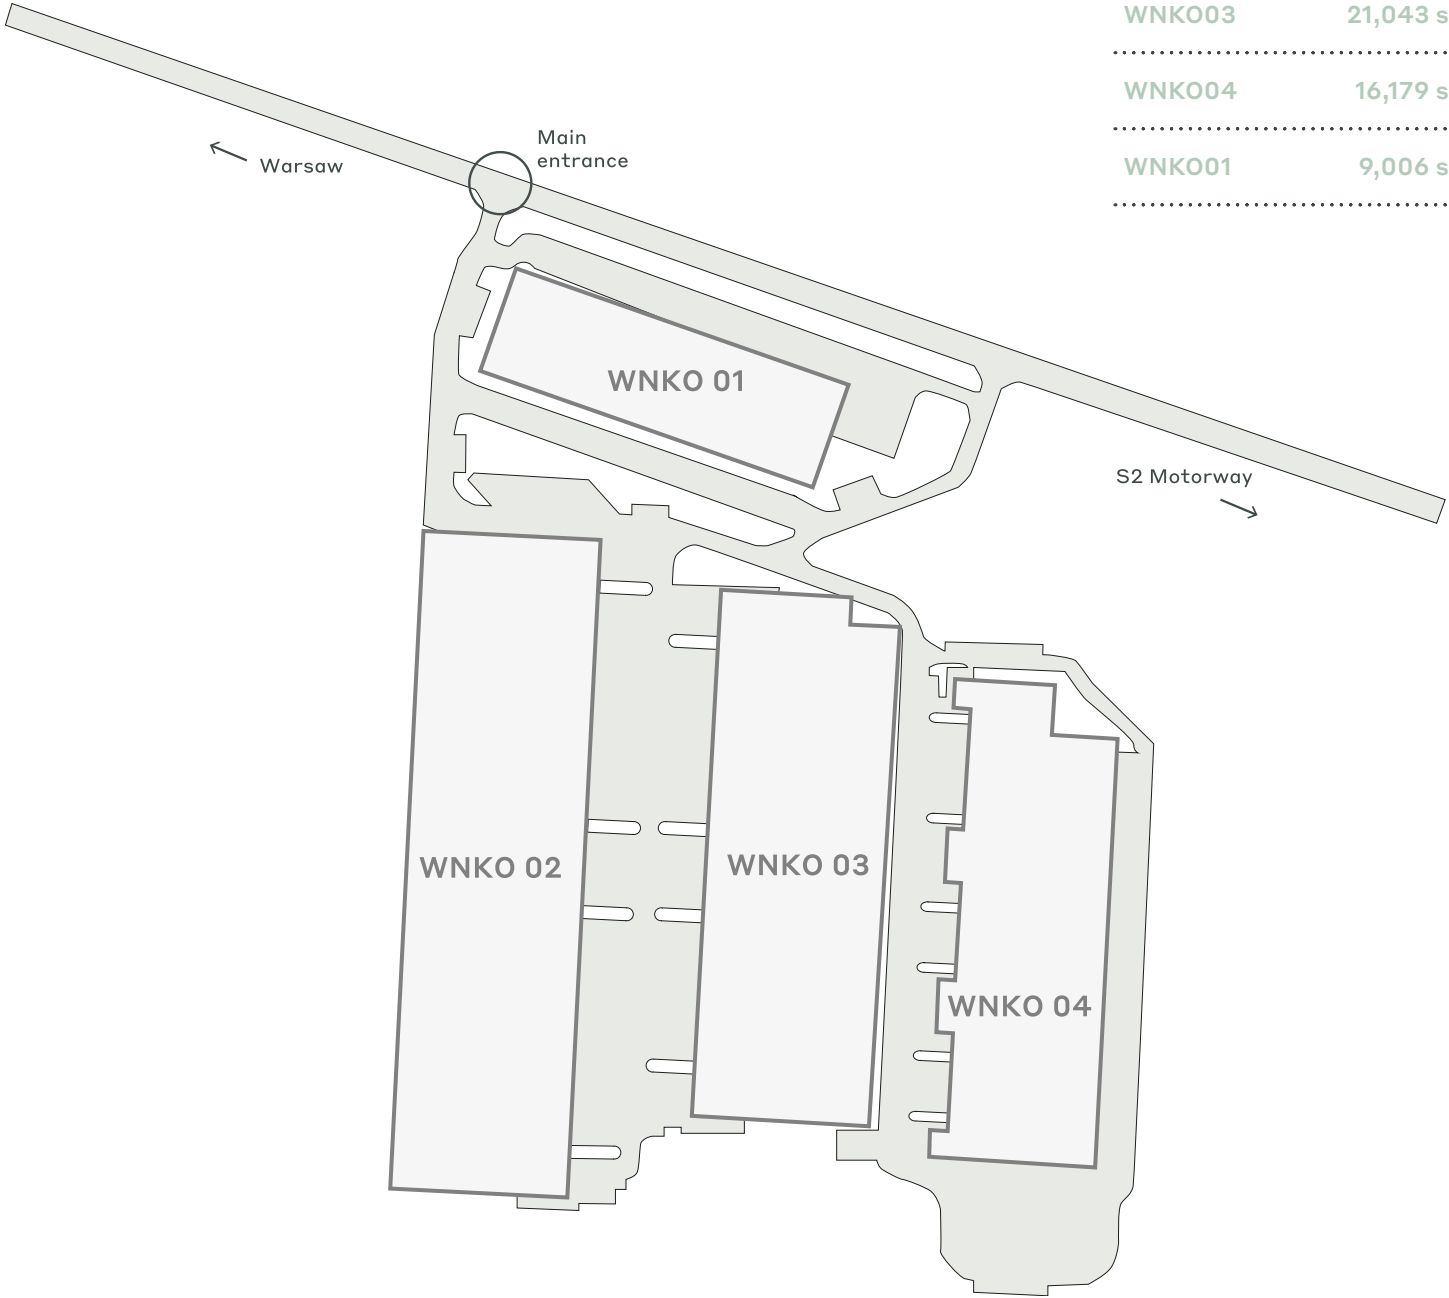 WNKO03 21,043 s
WNKO04 16,179 s
WNKO01 9,006 s
Main
entrance
Warsaw
WNKO 01
S2 Motorway
WNKO 02
WNKO 03
WNKO 04